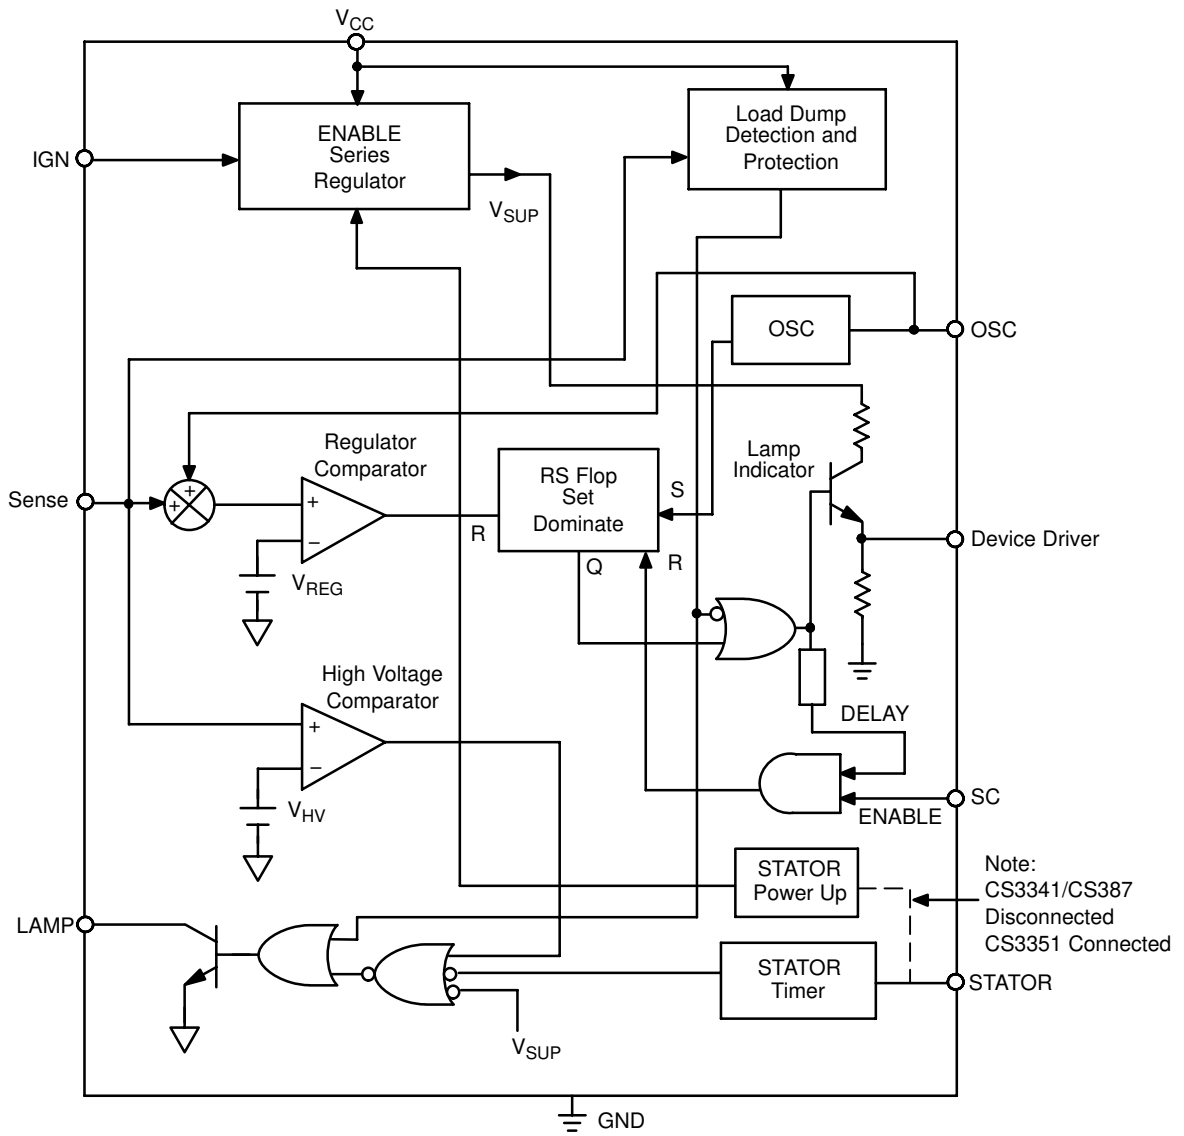 VCC
IGN
ENABLE
Series
Regulator
VSUP
Load Dump
Detection and
Protection
OSC
OSC
Regulator
Comparator
Lamp
Indicator
Sense
+
+
+
−
VREG
R
RS Flop
Set
Dominate
S
Q
R
Device Driver
High Voltage
Comparator
+
−
VHV
DELAY
SC
ENABLE
STATOR
Power Up
Note:
CS3341/CS387
Disconnected
CS3351 Connected
LAMP
STATOR
Timer
STATOR
VSUP
GND